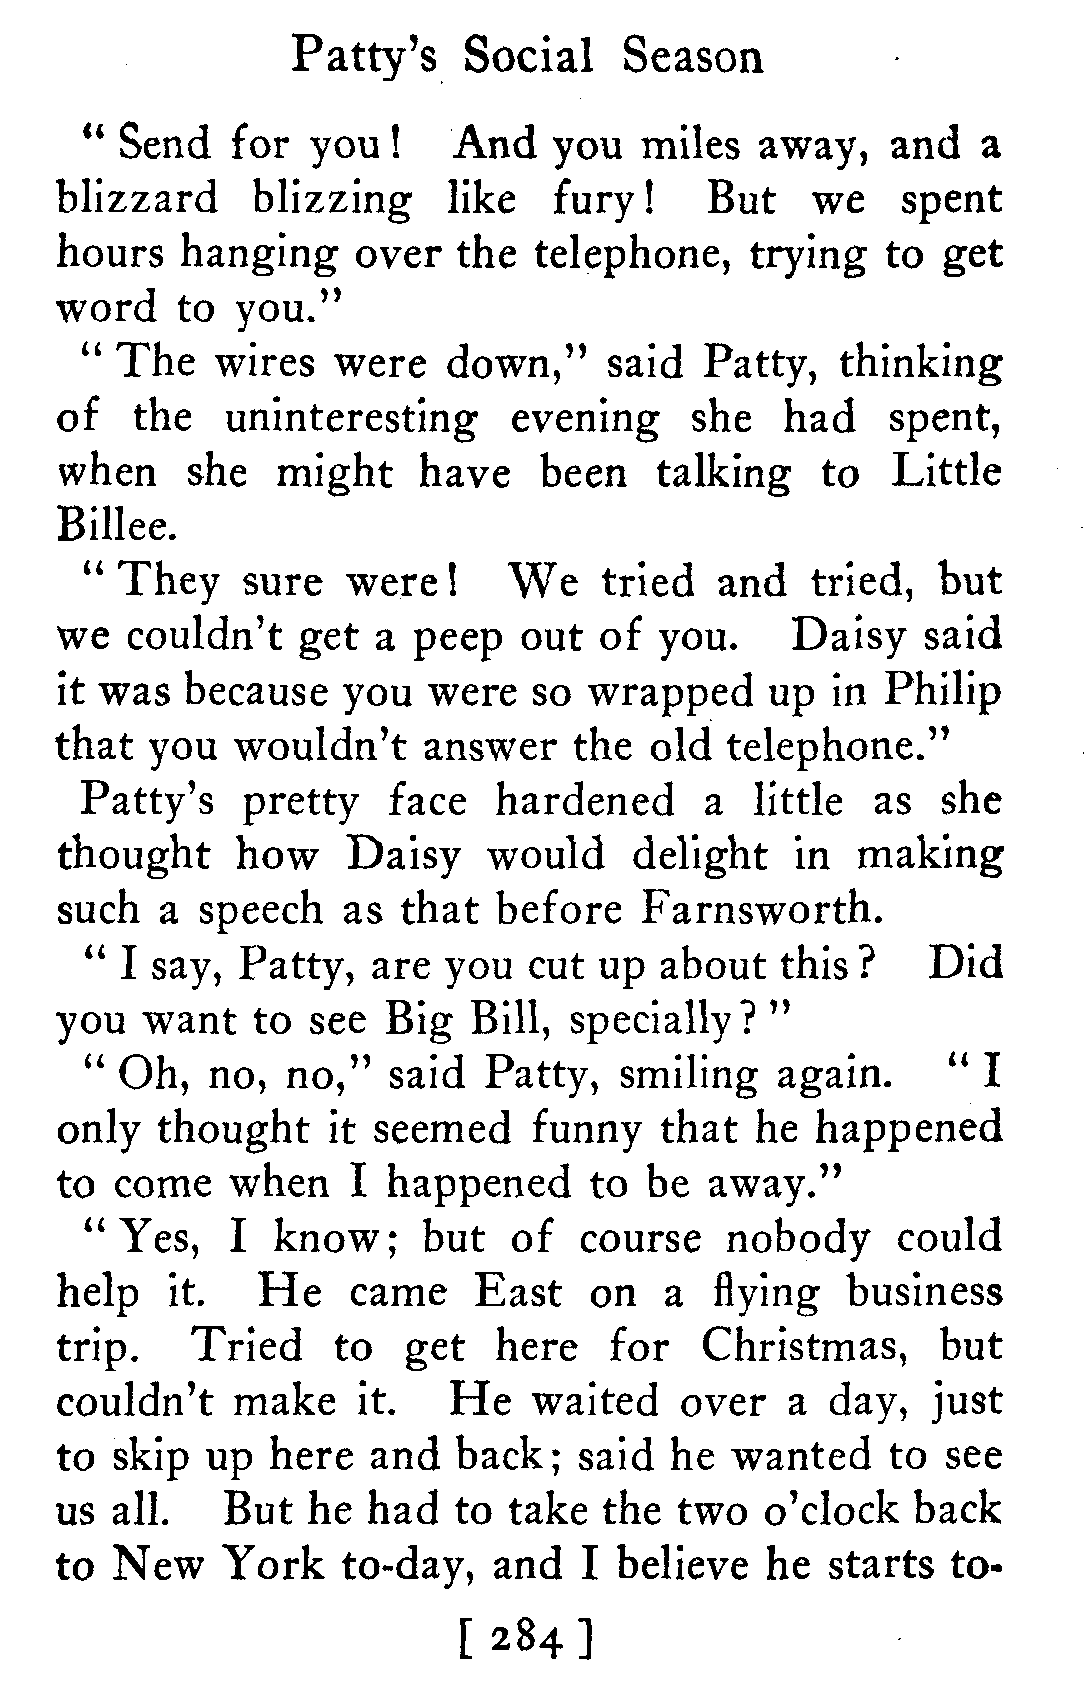 Patty's Social Season
" Send for you! And you miles away, and a
blizzard blizzing like fury! But we spent
hours hanging over the telephone, trying to get
word to you."
" The wires were down," said Patty, thinking
of the uninteresting evening she had spent,
when she might have been talking to Little
Billee.
" They sure were! We tried and tried, but
we couldn't get a peep out of you. Daisy said
it was because you were so wrapped up in Philip
that you wouldn't answer the old telephone."
Patty's pretty face hardened a little as she
thought how Daisy would delight in making
such a speech as that before Farnsworth.
" I say, Patty, are you cut up about this? Did
you want to see Big Bill, specially? "
" Oh, no, no," said Patty, smiling again. " I
only thought it seemed funny that he happened
to come when I happened to be away."
" Yes, I know; but of course nobody could
help it. He came East on a flying business
trip. Tried to get here for Christmas, but
couldn't make it. He waited over a day, just
to skip up here and back; said he wanted to see
us all. But he had to take the two o'clock back
to New York to-day, and I believe he starts to-
[ 284 ]